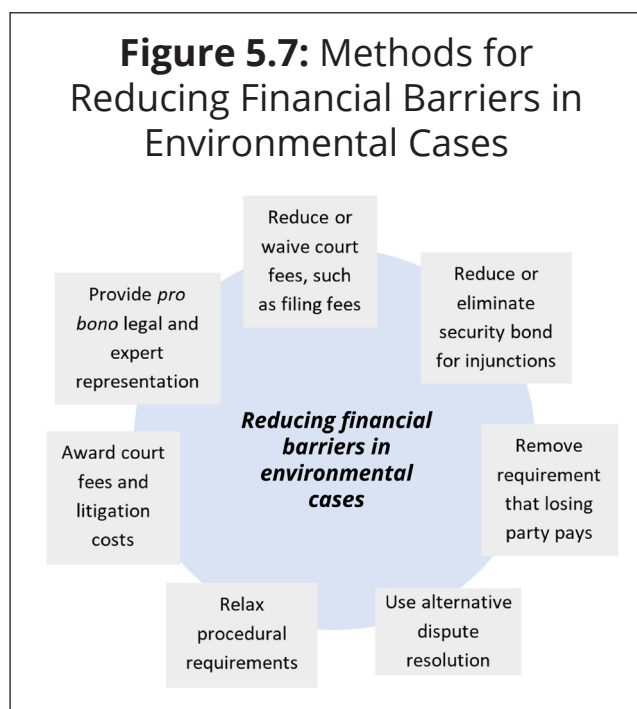 Figure 5.7: Methods for
Reducing Financial Barriers in
Environmental Cases
Reduce or
waive court
fees, such
as filing fees
Reduce or
eliminate
security bond
for injunctions
Remove
requirement
that losing
party pays
Use alternative
dispute
resolution
Relax
procedural
requirements
Award court
fees and
litigation
costs
Provide pro
bono legal and
expert
representation
Reducing financial
barriers in
environmental
cases